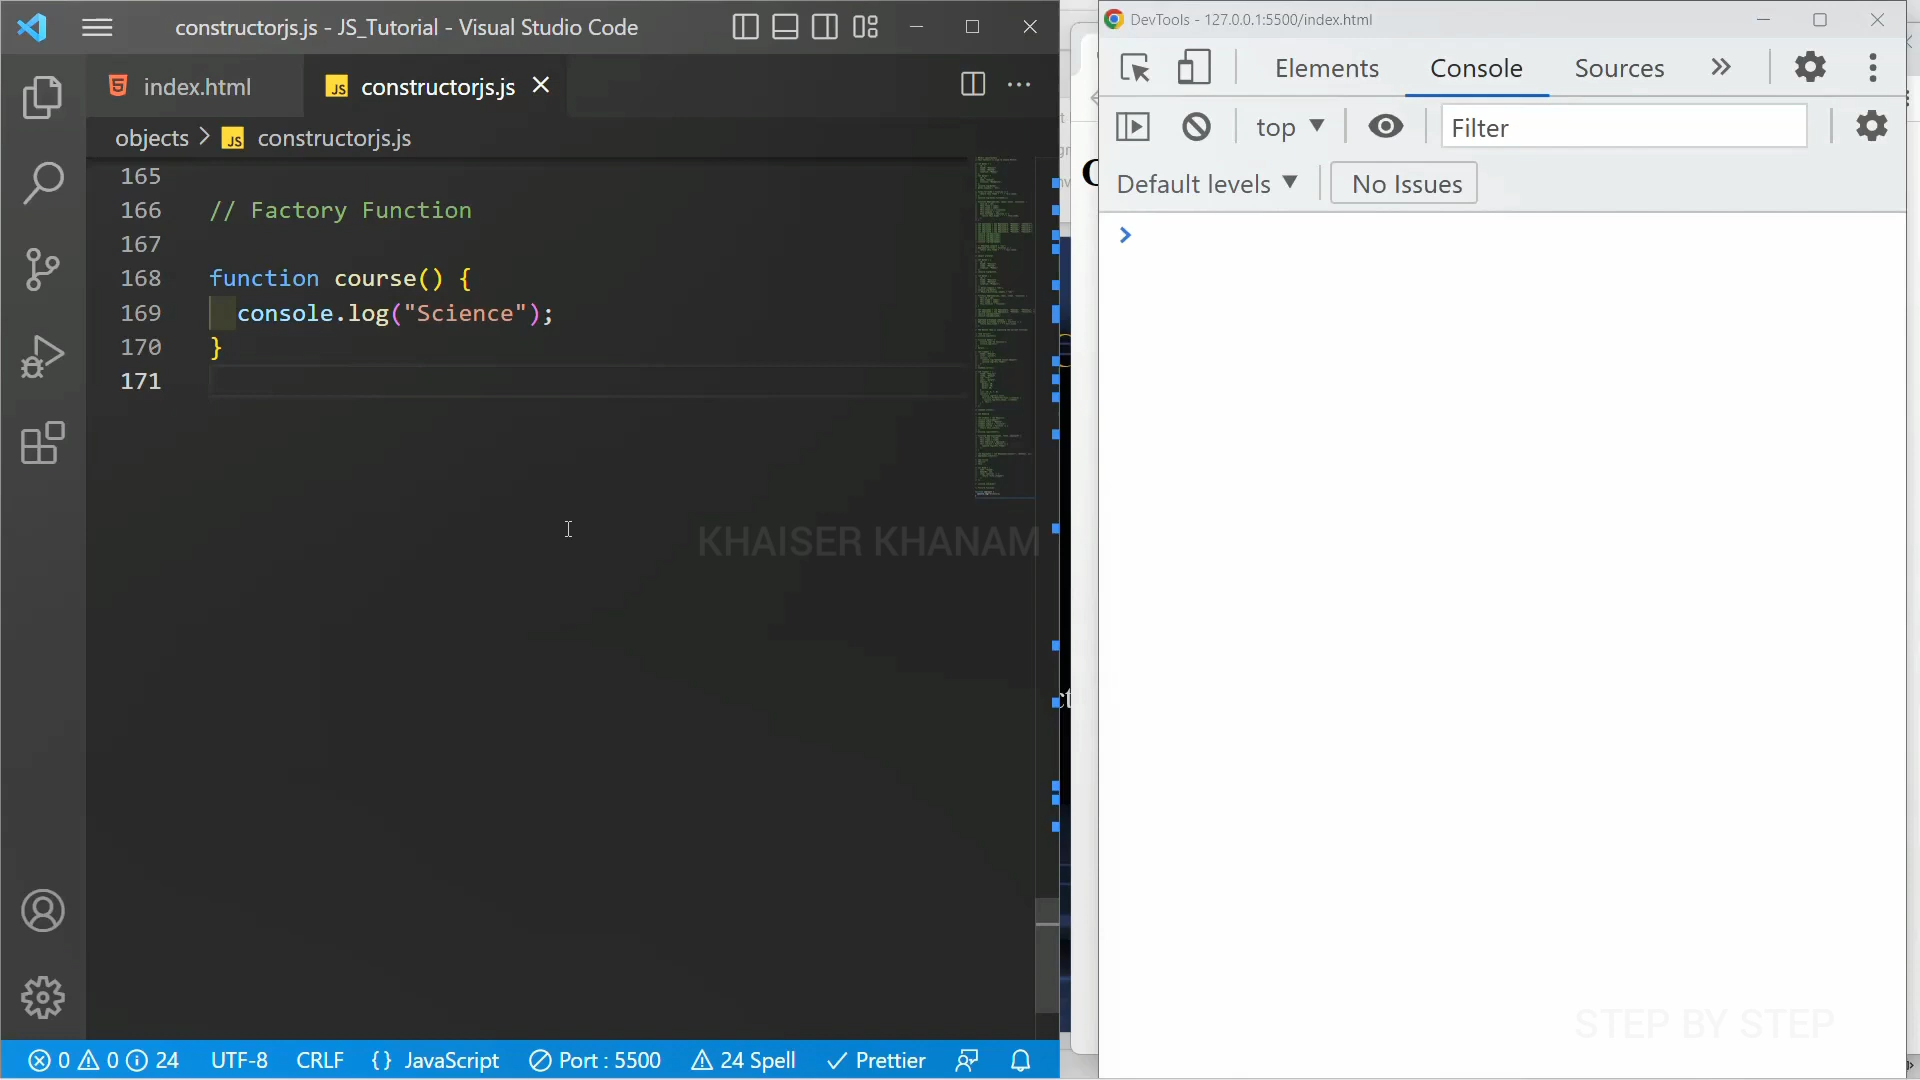 constructorjs.js - JS_Tutorial - Visual Studio Code
index.html
JS constructorjs.js
objects > JS constructorjs.js
165
166 // Factory Function
167
168 function course() {
169 console.log("Science");
170 }
171
KHAISER KHANAM
0 0 24 UTF-8 CRLF {} JavaScript Port : 5500 24 Spell Prettier
DevTools - 127.0.0.1:5500/index.html
Elements Console Sources
top Filter
Default levels No Issues
STEP BY STEP